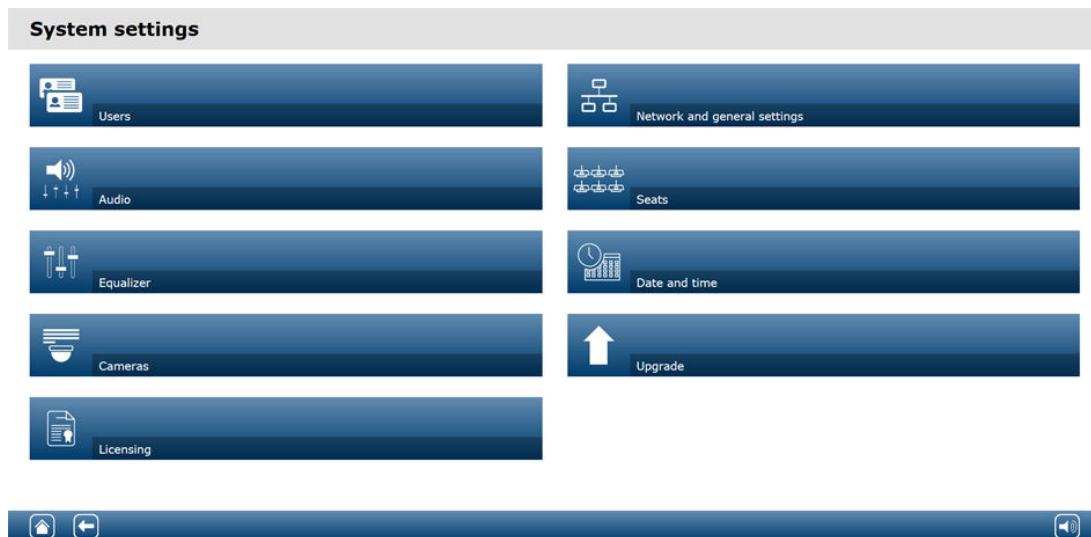 System settings
Users
Network and general settings
Audio
Seats
Equalizer
Date and time
Cameras
Upgrade
Licensing